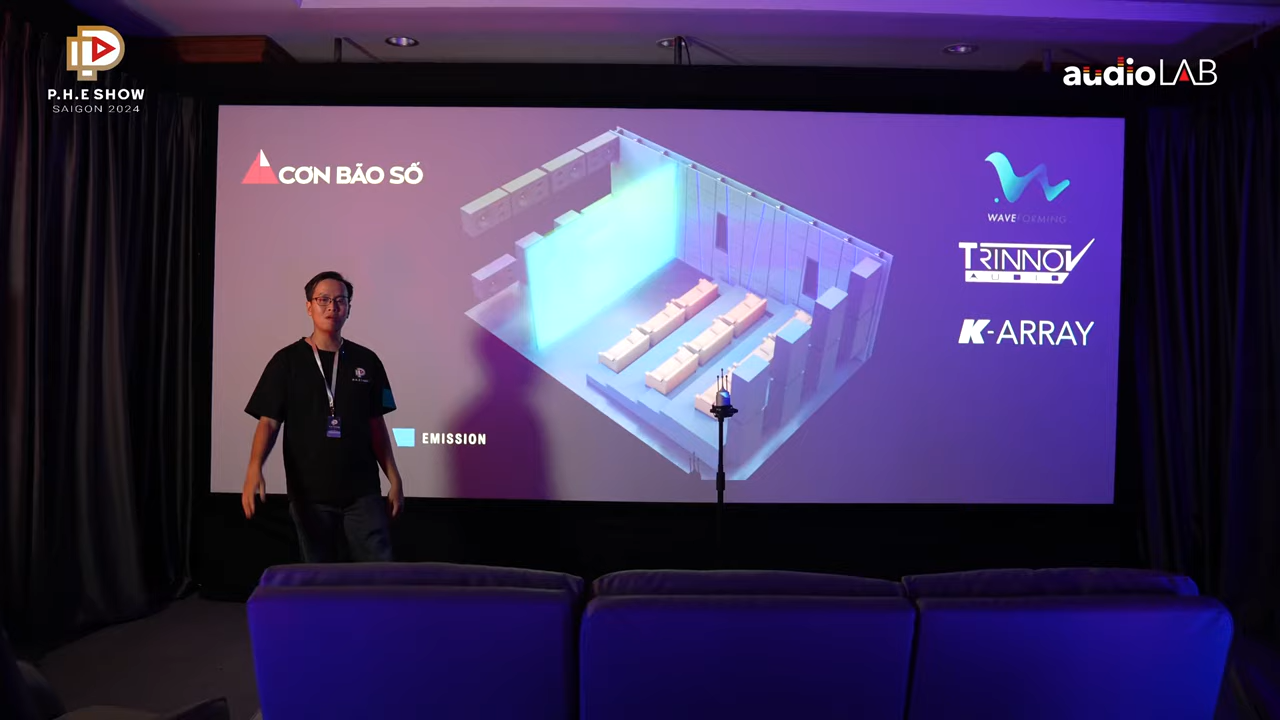 P.H.E SHOW
SAIGON 2024
audioLAB
CƠN BÃO SỐ
WAVEFORMING
TRINNOV
AUDIO
K-ARRAY
EMISSION